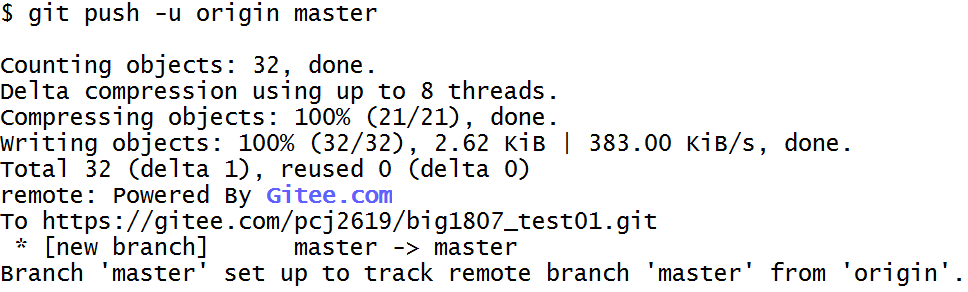 $ git push -u origin master
Counting objects: 32, done.
Delta compression using up to 8 threads.
Compressing objects: 100% (21/21), done.
Writing objects: 100% (32/32), 2.62 KiB | 383.00 KiB/s, done.
Total 32 (delta 1), reused 0 (delta 0)
remote: Powered By Gitee.com
To https://gitee.com/pcj2619/big1807_test01.git
 * [new branch]      master -> master
Branch 'master' set up to track remote branch 'master' from 'origin'.